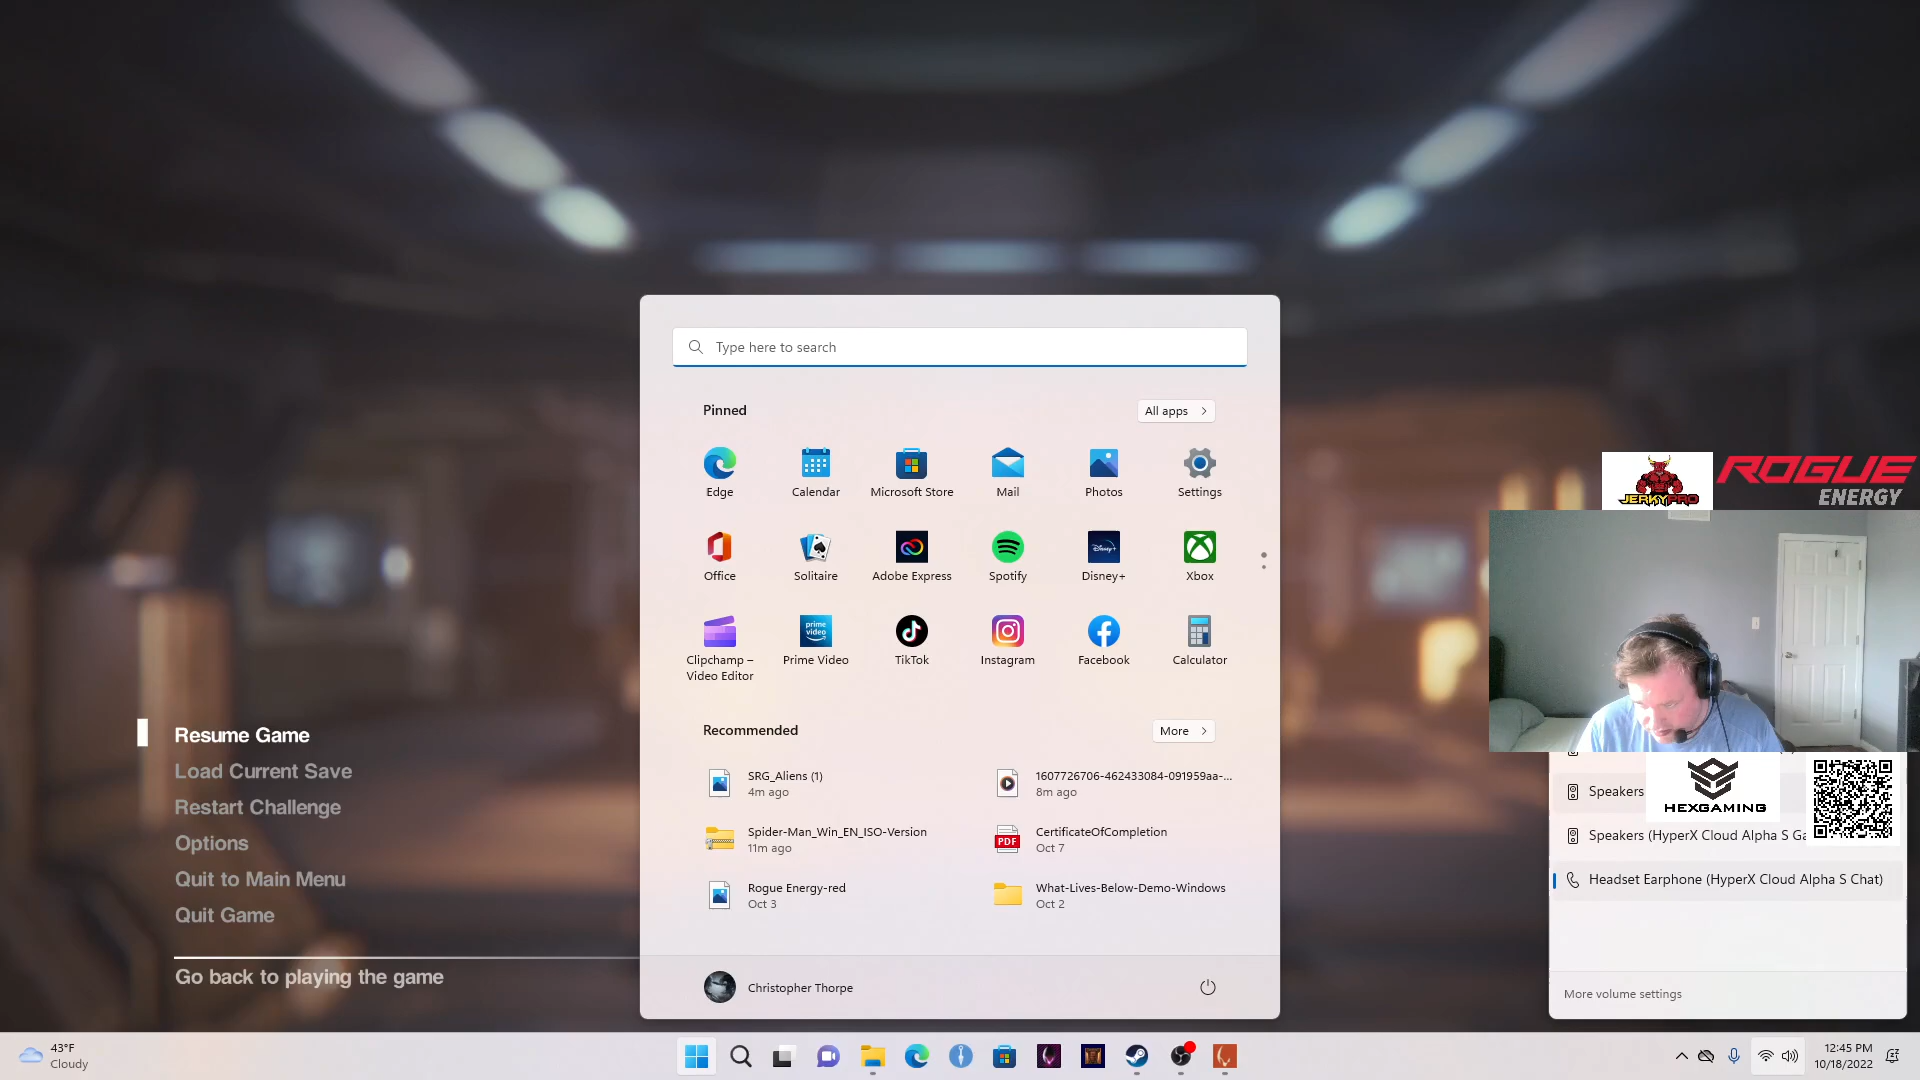 Type here to search
Pinned
All apps
Edge
Calendar
Microsoft Store
Mail
Photos
Settings
Office
Solitaire
Adobe Express
Spotify
Disney+
Xbox
Clipchamp –
Video Editor
Prime Video
TikTok
Instagram
Facebook
Calculator
Recommended
More
SRG_Aliens (1)
4m ago
1607726706-462433084-091959aa-...
8m ago
Spider-Man_Win_EN_ISO-Version
11m ago
CertificateOfCompletion
Oct 7
Rogue Energy-red
Oct 3
What-Lives-Below-Demo-Windows
Oct 2
Christopher Thorpe
Resume Game
Load Current Save
Restart Challenge
Options
Quit to Main Menu
Quit Game
Go back to playing the game
JERKYPRO
ROGUE
ENERGY
HEXGAMING
Speakers
Speakers (HyperX Cloud Alpha S Ga
Headset Earphone (HyperX Cloud Alpha S Chat)
More volume settings
43°F
Cloudy
12:45 PM
10/18/2022
prime
video
Disney+
PDF